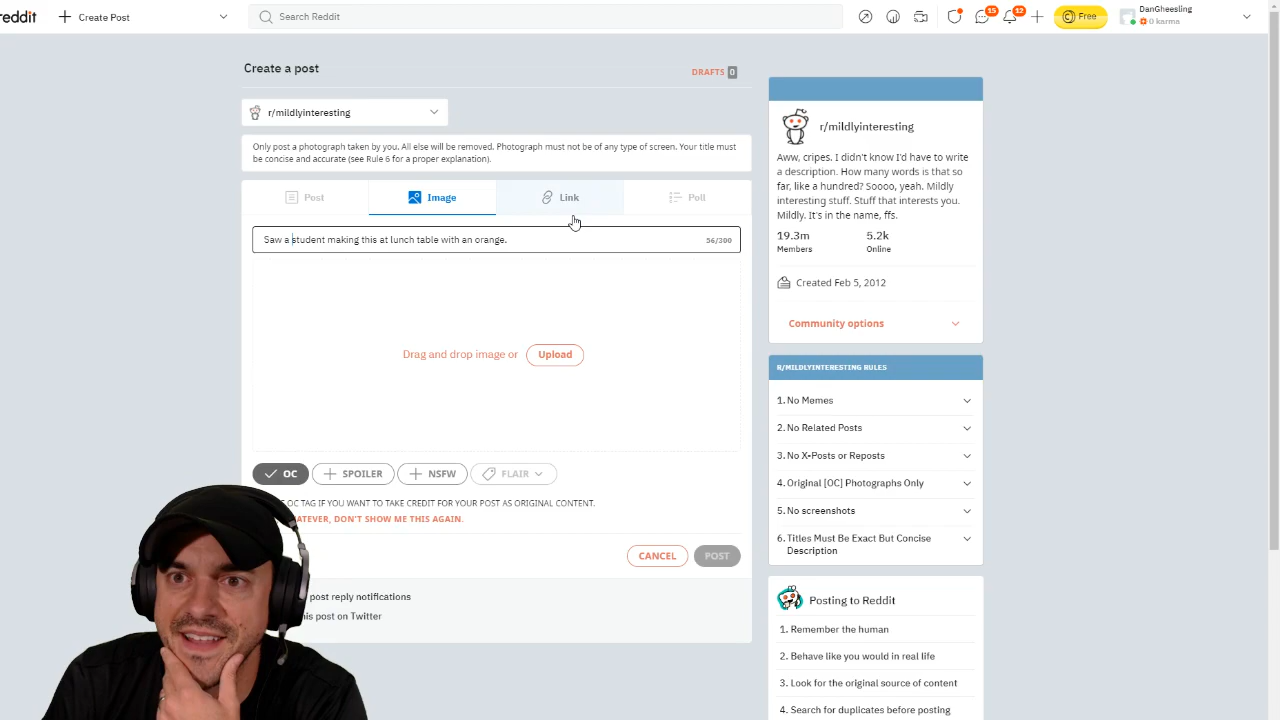 reddit
Create Post
Search Reddit
15
12
Free
DanGheesling
0 karma
Create a post
DRAFTS 0
r/mildlyinteresting
Only post a photograph taken by you. All else will be removed. Photograph must not be of any type of screen. Your title must
be concise and accurate (see Rule 6 for a proper explanation).
Post
Image
Link
Poll
Saw a student making this at lunch table with an orange.
56/300
Drag and drop image or Upload
OC
SPOILER
NSFW
FLAIR
OC TAG IF YOU WANT TO TAKE CREDIT FOR YOUR POST AS ORIGINAL CONTENT.
ATEVER, DON'T SHOW ME THIS AGAIN.
CANCEL
POST
post reply notifications
his post on Twitter
r/mildlyinteresting
Aww, cripes. I didn't know I'd have to write
a description. How many words is that so
far, like a hundred? Soooo, yeah. Mildly
interesting stuff. Stuff that interests you.
Mildly. It's in the name, ffs.
19.3m
Members
5.2k
Online
Created Feb 5, 2012
Community options
R/MILDLYINTERESTING RULES
1. No Memes
2. No Related Posts
3. No X-Posts or Reposts
4. Original [OC] Photographs Only
5. No screenshots
6. Titles Must Be Exact But Concise
Description
Posting to Reddit
1. Remember the human
2. Behave like you would in real life
3. Look for the original source of content
4. Search for duplicates before posting